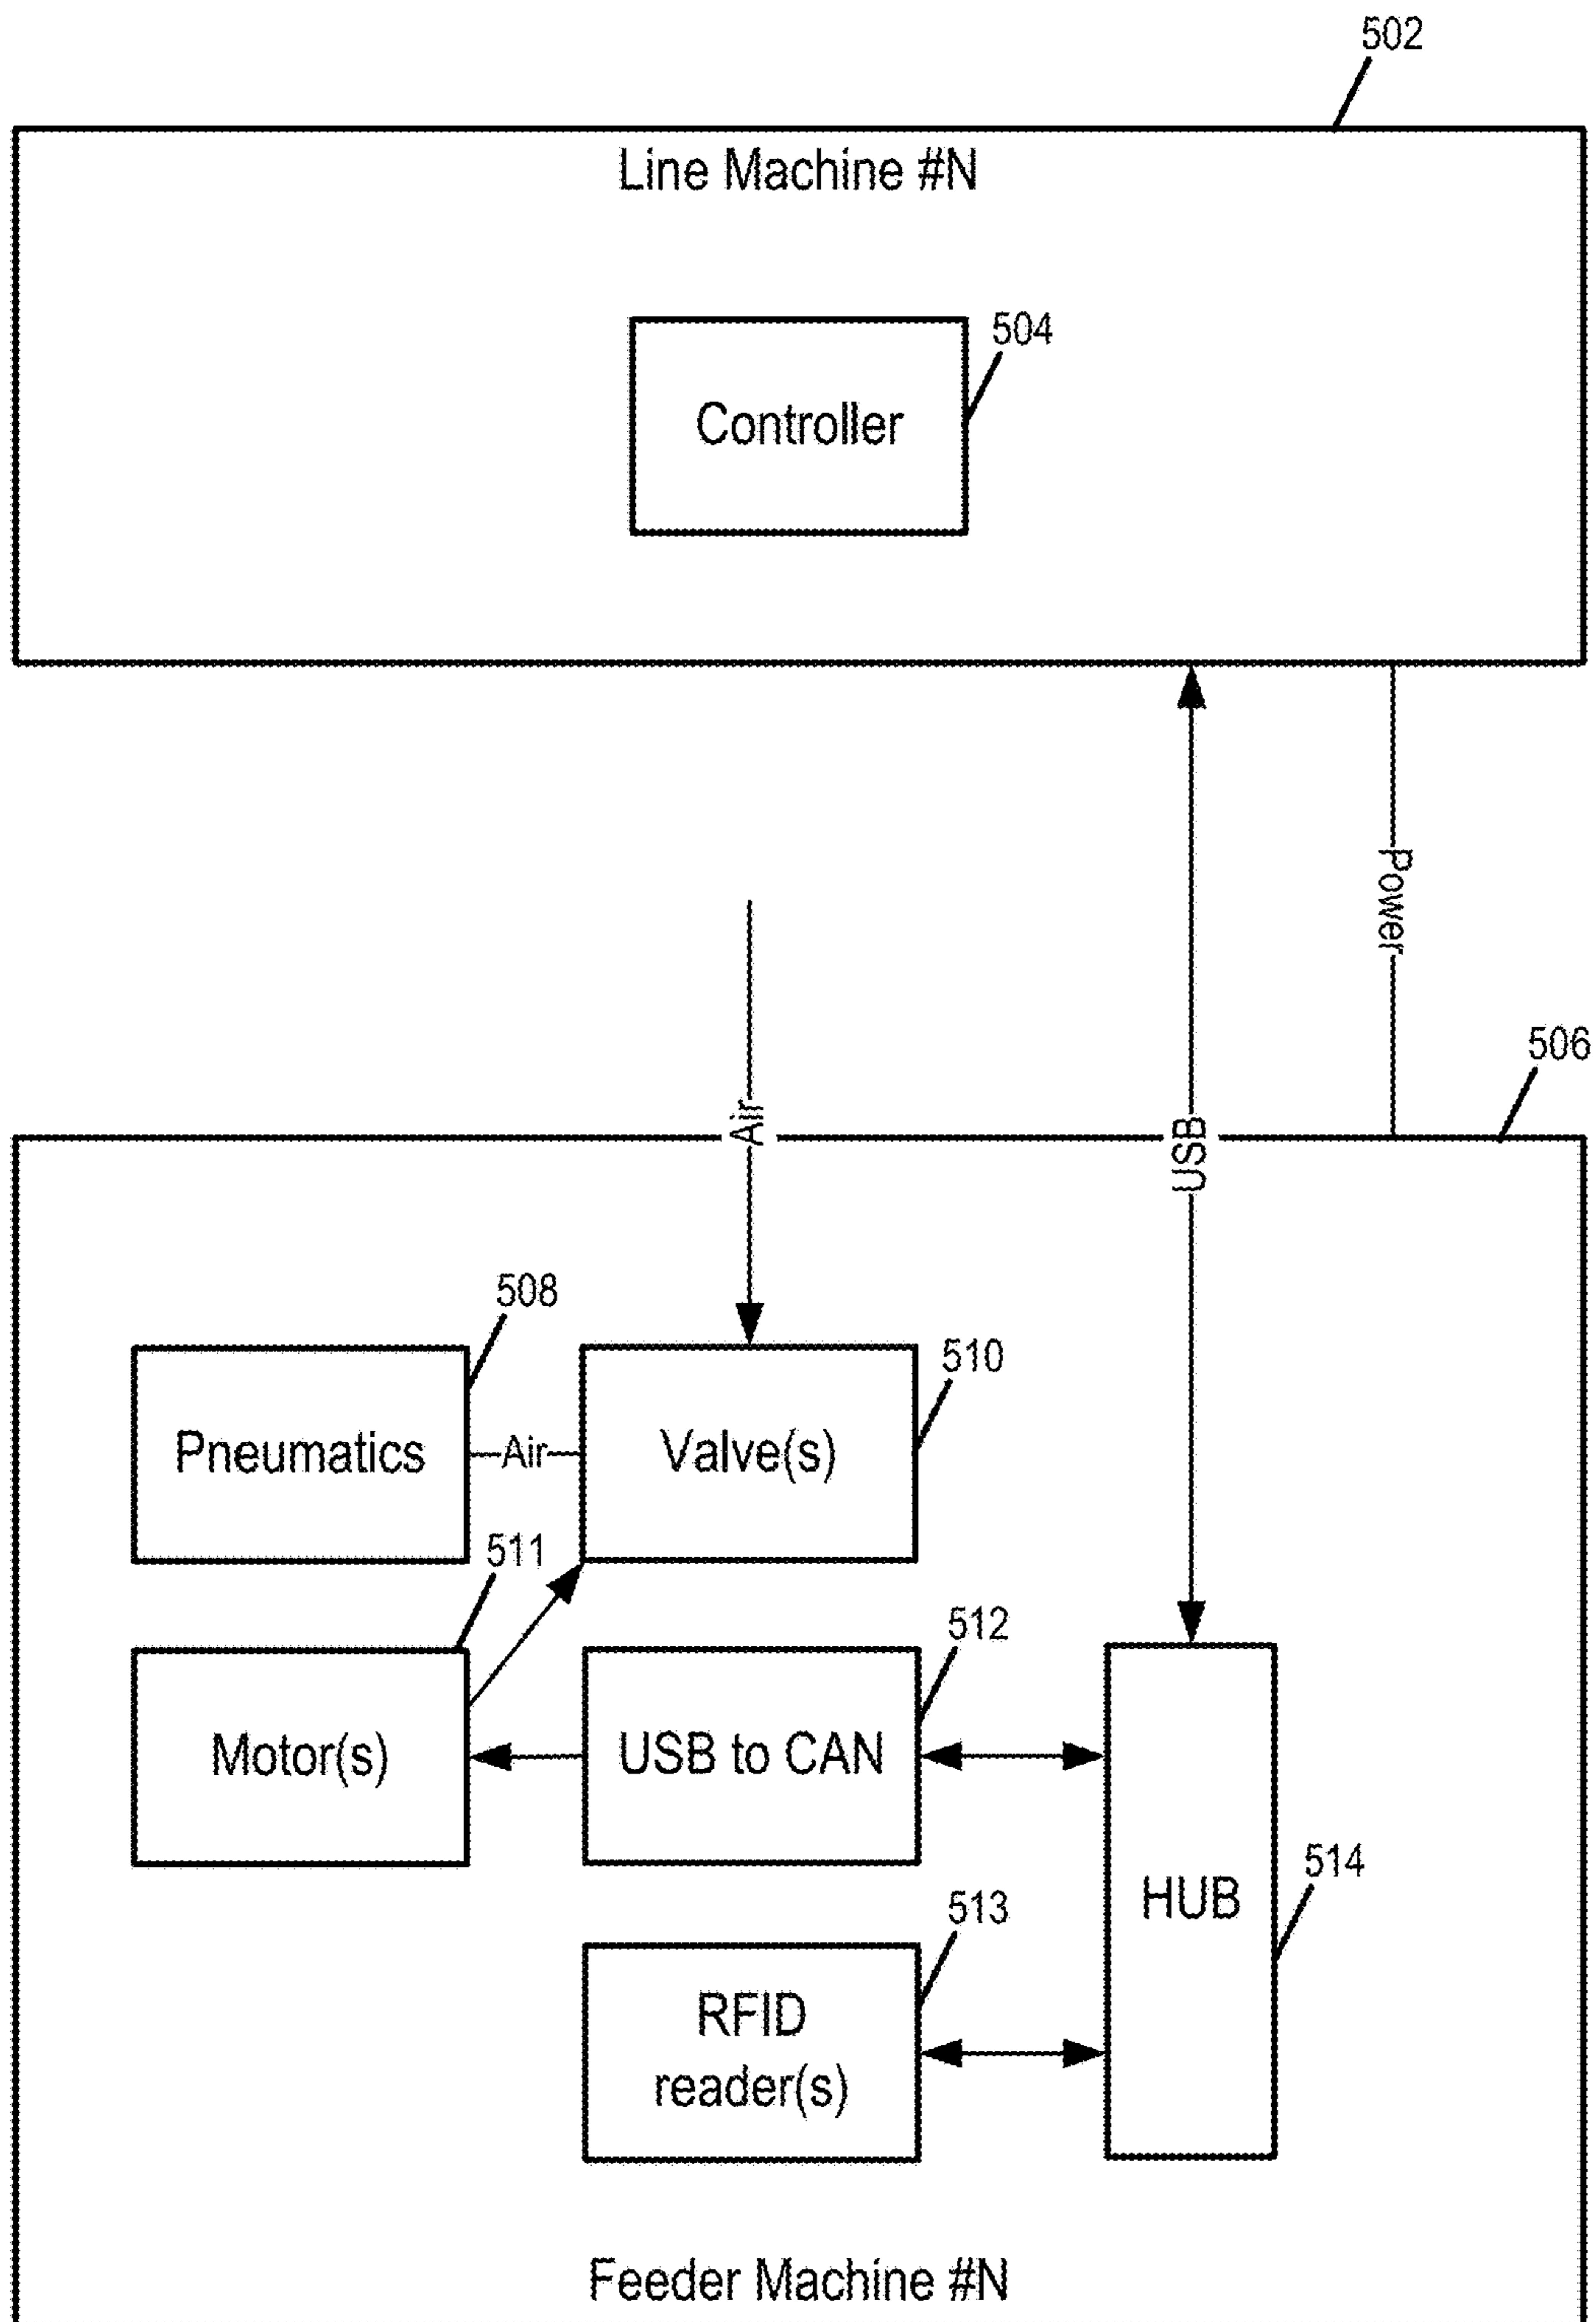 502
Line Machine #N
504
Controller
Power
506
Air
USB
508
510
Pneumatics
Air
Valve(s)
511
512
Motor(s)
USB to CAN
514
HUB
513
RFID
reader(s)
Feeder Machine #N